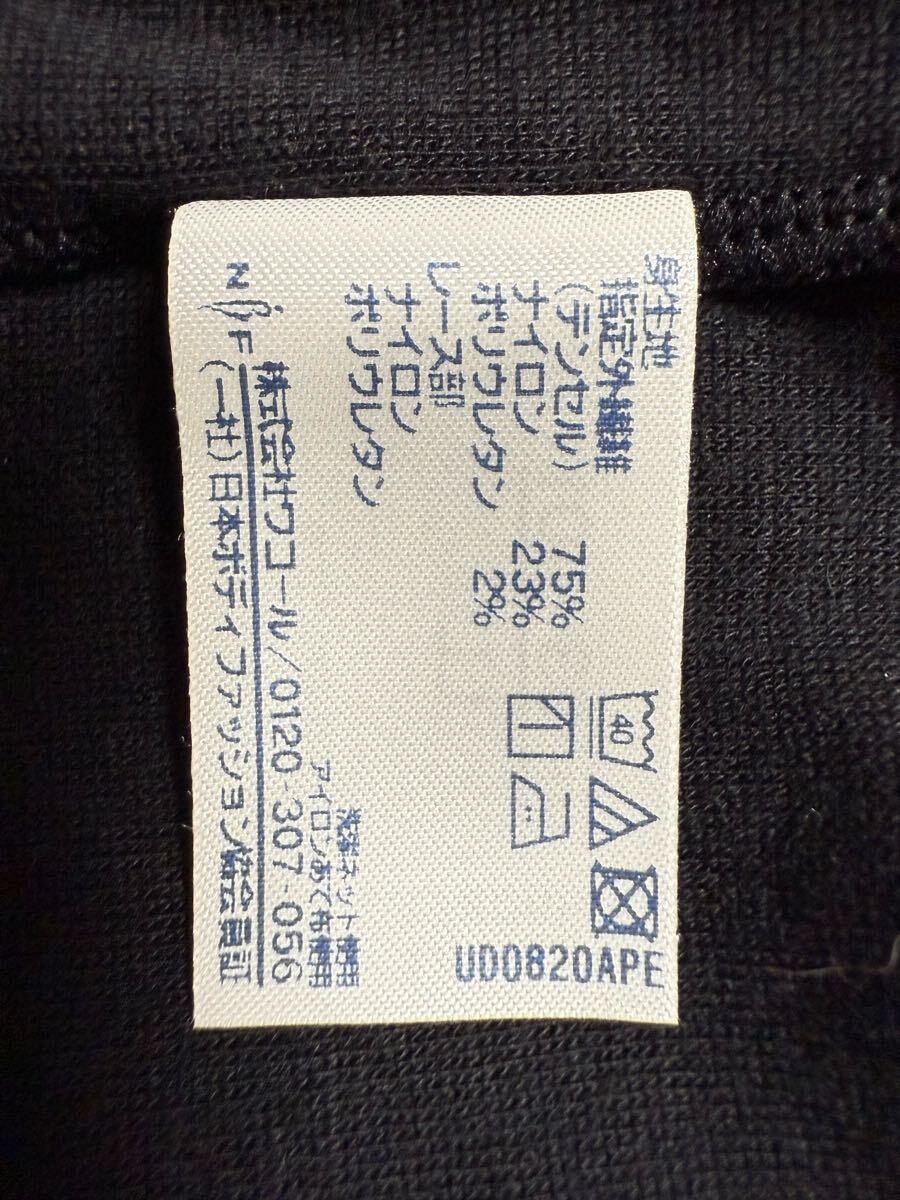 身生地
指定外繊維
(テンセル) 75%
ナイロン 23%
ポリウレタン 2%
レース部
ナイロン
ポリウレタン
40
UD0820APE
洗濯ネット使用
アイロンあて布使用
株式会社ワコール/0120-307-056
NBF (一社)日本ボディファッション協会会員証